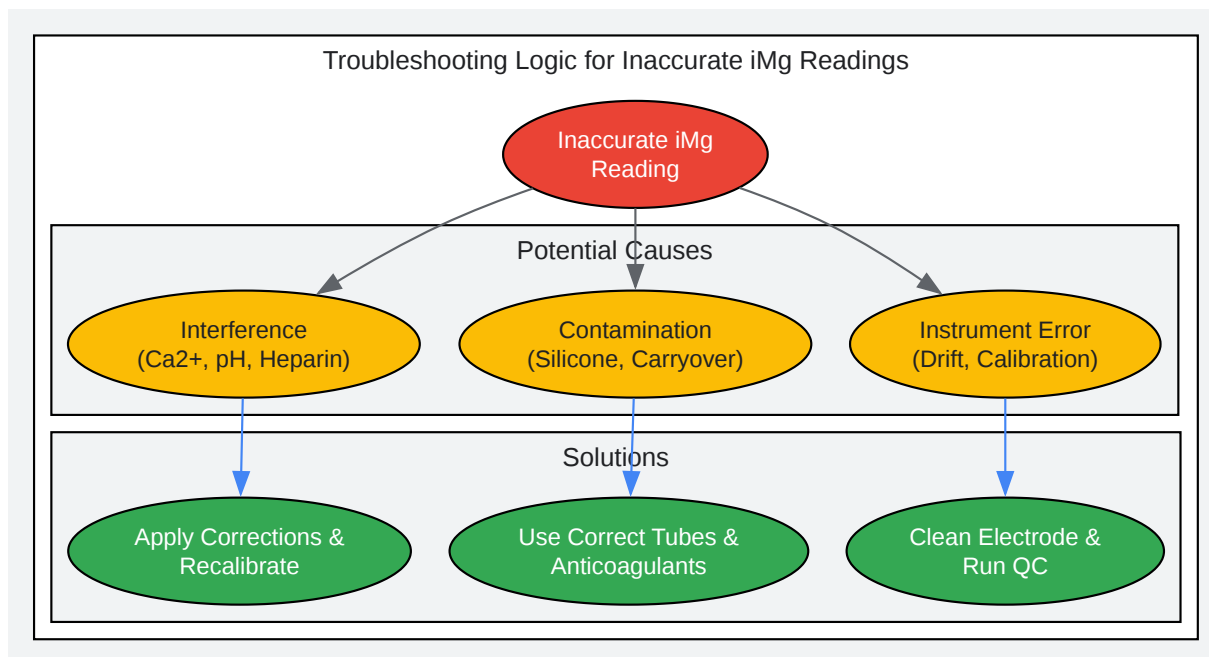 Troubleshooting Logic for Inaccurate iMg Readings
Inaccurate iMg
Reading
Potential Causes
Interference
(Ca2+, pH, Heparin)
Contamination
(Silicone, Carryover)
Instrument Error
(Drift, Calibration)
Solutions
Apply Corrections &
Recalibrate
Use Correct Tubes &
Anticoagulants
Clean Electrode &
Run QC